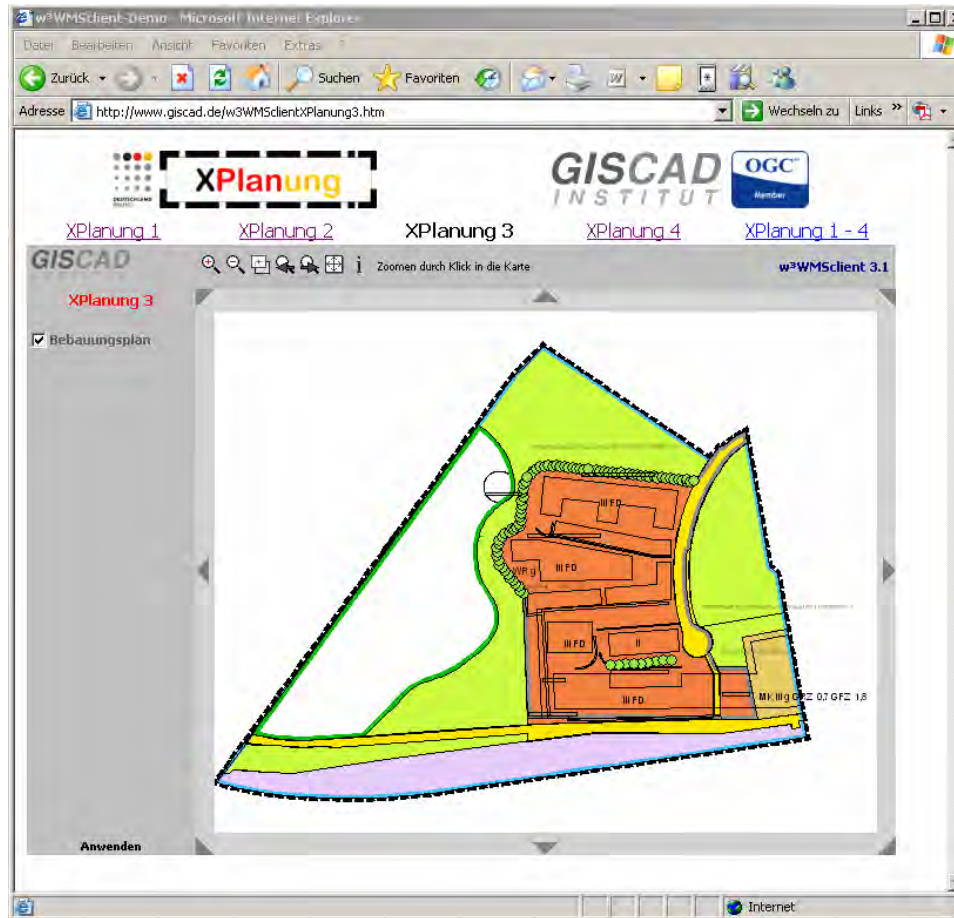 w³WMSclient-Demo - Microsoft Internet Explorer
Datei Bearbeiten Ansicht Favoriten Extras ?
Zurück Suchen Favoriten
Adresse http://www.giscad.de/w3WMSclientXPlanung3.htm Wechseln zu Links »
XPlanung
GISCAD
INSTITUT
OGC
Member
XPlanung 1 XPlanung 2 XPlanung 3 XPlanung 4 XPlanung 1 - 4
GISCAD i Zoomen durch Klick in die Karte w³WMSclient 3.1
XPlanung 3
Bebauungsplan
III FD
WR g III FD
III FD II
III FD
MK III g GRZ 0,7 GFZ 1,8
Anwenden
Internet